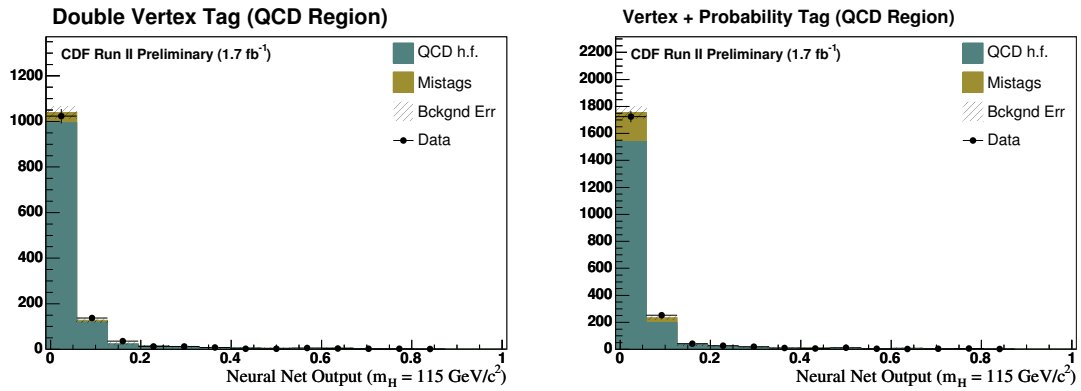 Double Vertex Tag (QCD Region)
CDF Run II Preliminary (1.7 fb⁻¹)
QCD h.f.
Mistags
Bckgnd Err
Data
1200
1000
800
600
400
200
0
0 0.2 0.4 0.6 0.8 1
Neural Net Output (m_H = 115 GeV/c²)
Vertex + Probability Tag (QCD Region)
CDF Run II Preliminary (1.7 fb⁻¹)
QCD h.f.
Mistags
Bckgnd Err
Data
2200
2000
1800
1600
1400
1200
1000
800
600
400
200
0
0 0.2 0.4 0.6 0.8 1
Neural Net Output (m_H = 115 GeV/c²)